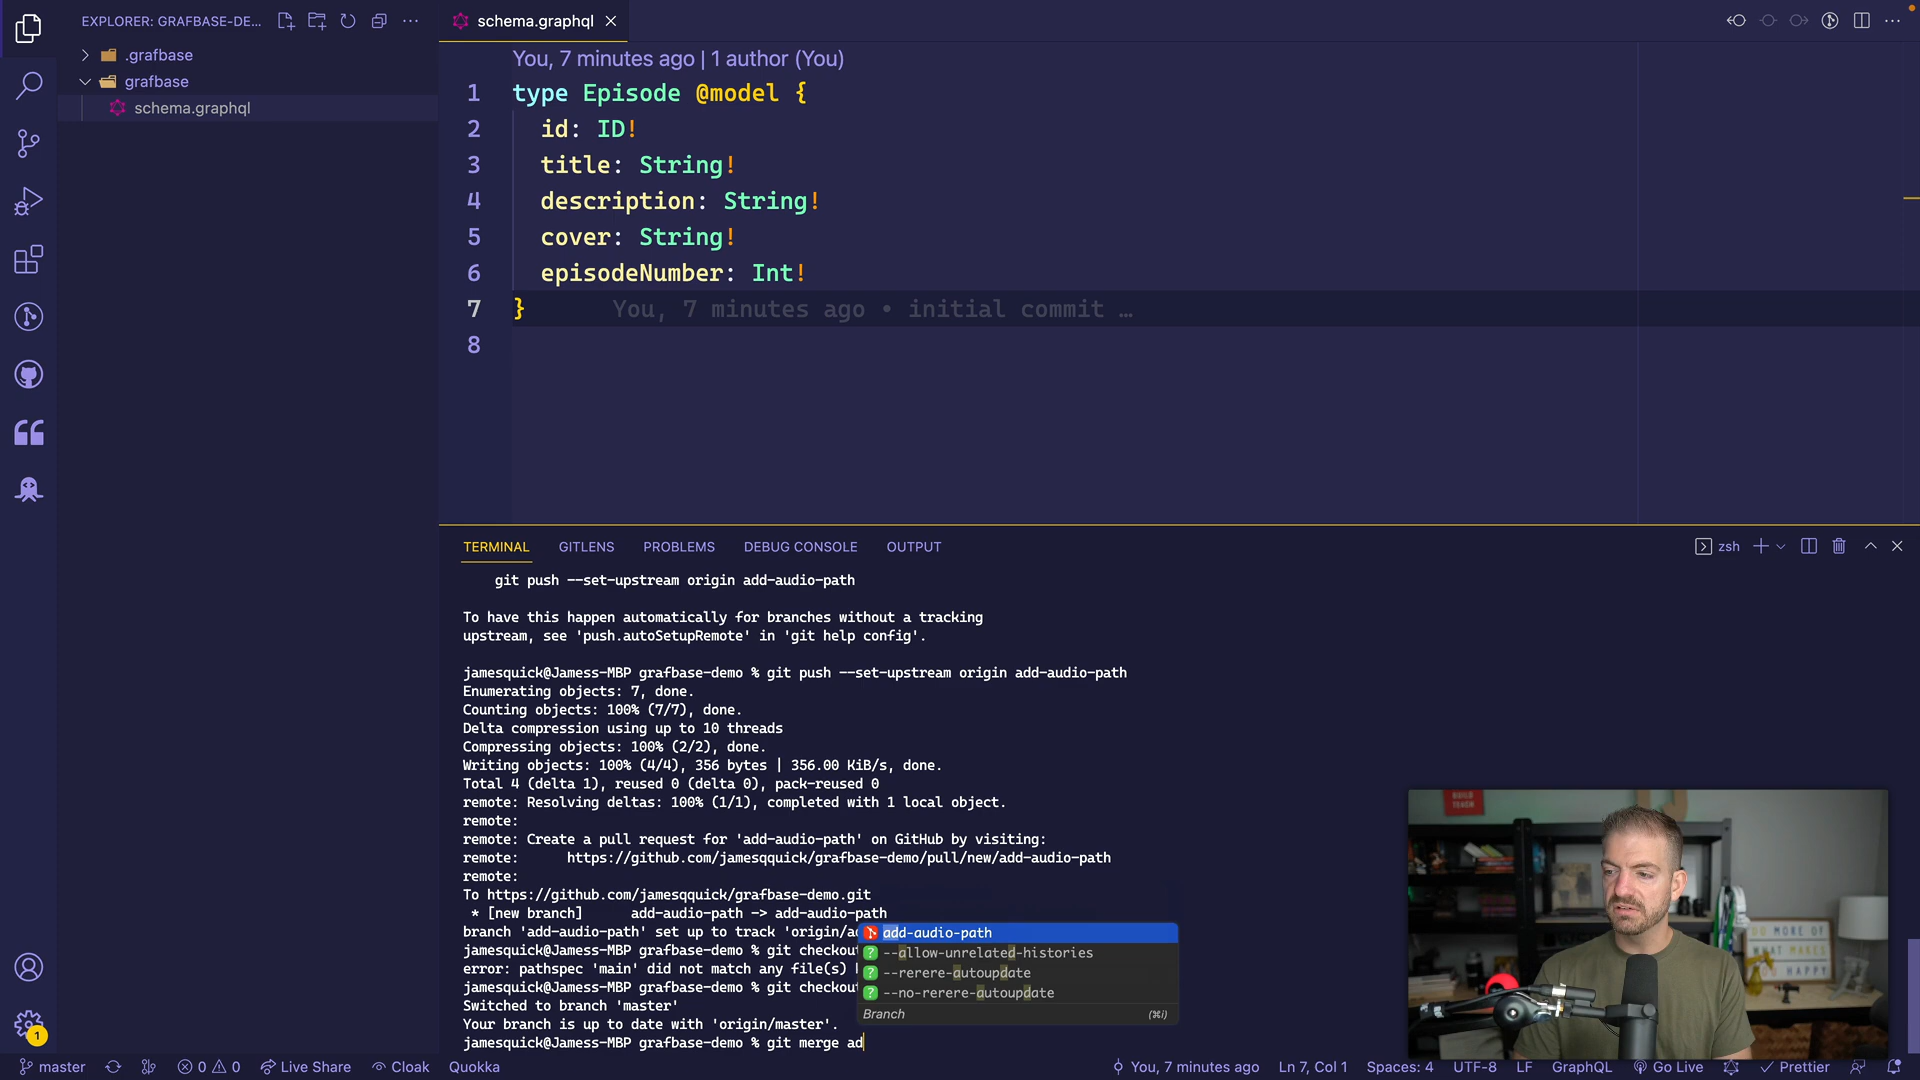 EXPLORER: GRAFBASE-DE...
.grafbase
grafbase
schema.graphql
schema.graphql
You, 7 minutes ago | 1 author (You)
1 type Episode @model {
2 id: ID!
3 title: String!
4 description: String!
5 cover: String!
6 episodeNumber: Int!
7 } You, 7 minutes ago • initial commit …
8
TERMINAL GITLENS PROBLEMS DEBUG CONSOLE OUTPUT
zsh
git push --set-upstream origin add-audio-path
To have this happen automatically for branches without a tracking
upstream, see 'push.autoSetupRemote' in 'git help config'.
jamesquick@Jamess-MBP grafbase-demo % git push --set-upstream origin add-audio-path
Enumerating objects: 7, done.
Counting objects: 100% (7/7), done.
Delta compression using up to 10 threads
Compressing objects: 100% (2/2), done.
Writing objects: 100% (4/4), 356 bytes | 356.00 KiB/s, done.
Total 4 (delta 1), reused 0 (delta 0), pack-reused 0
remote: Resolving deltas: 100% (1/1), completed with 1 local object.
remote:
remote: Create a pull request for 'add-audio-path' on GitHub by visiting:
remote: https://github.com/jamesqquick/grafbase-demo/pull/new/add-audio-path
remote:
To https://github.com/jamesqquick/grafbase-demo.git
* [new branch] add-audio-path -> add-audio-path
branch 'add-audio-path' set up to track 'origin/a
jamesquick@Jamess-MBP grafbase-demo % git checkou
error: pathspec 'main' did not match any file(s)
jamesquick@Jamess-MBP grafbase-demo % git checkou
Switched to branch 'master'
Your branch is up to date with 'origin/master'.
jamesquick@Jamess-MBP grafbase-demo % git merge ad
add-audio-path
--allow-unrelated-histories
--rerere-autoupdate
--no-rerere-autoupdate
Branch (⌘i)
BUILD
TEACH
DO MORE OF
WHAT MAKES
HAPPY
1
master 0 0 Live Share Cloak Quokka You, 7 minutes ago Ln 7, Col 1 Spaces: 4 UTF-8 LF GraphQL Go Live Prettier